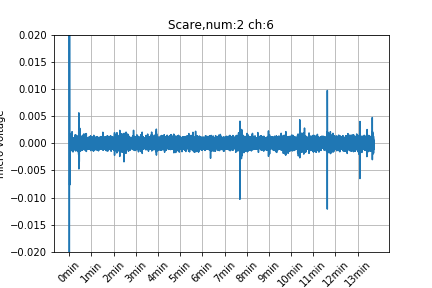 Scare,num:2 ch:6
0.020
0.015
0.010
0.005
0.000
−0.005
−0.010
−0.015
−0.020
micro voltage
0min
1min
2min
3min
4min
5min
6min
7min
8min
9min
10min
11min
12min
13min